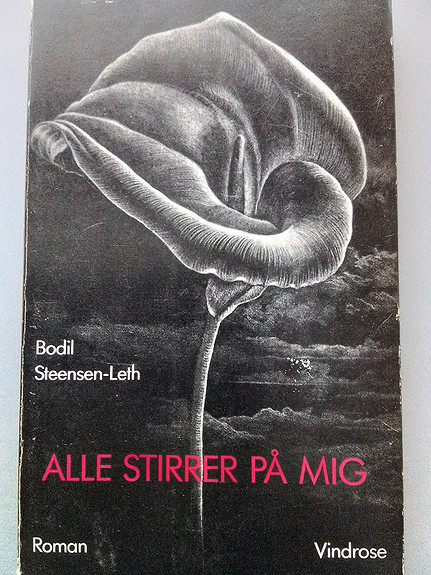 Bodil
Steensen-Leth
ALLE STIRRER PÅ MIG
Roman
Vindrose